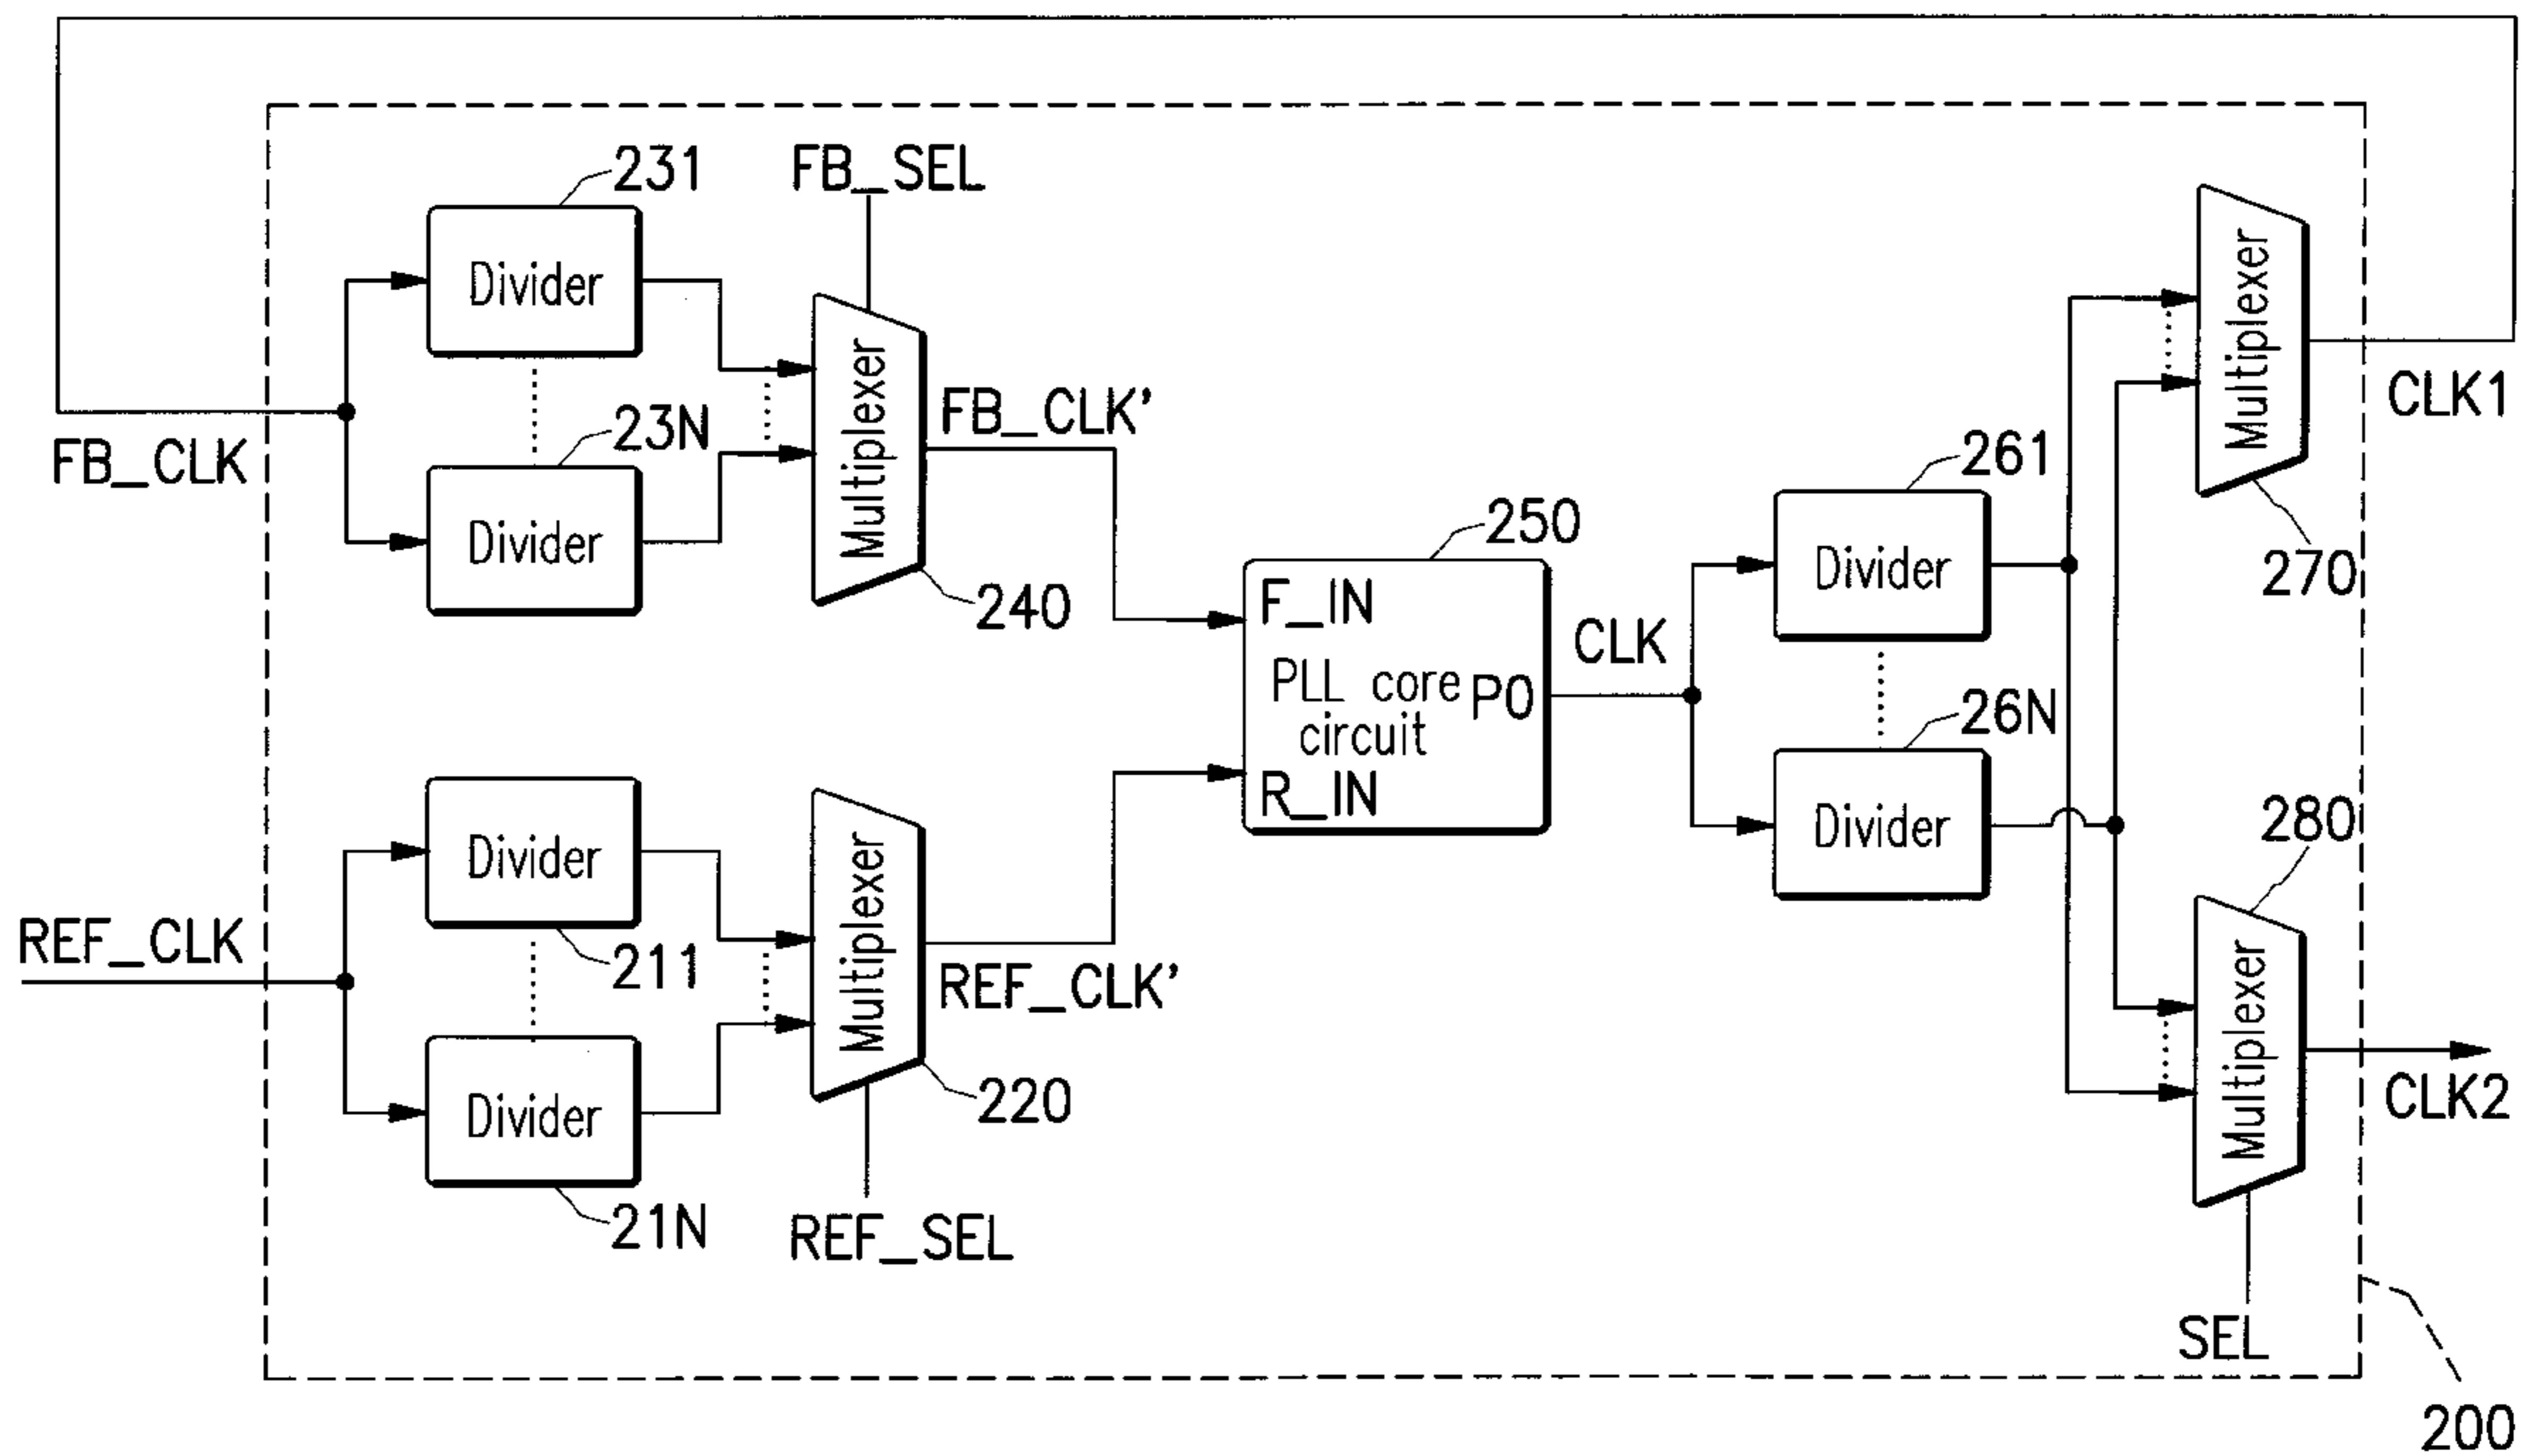 231
FB_SEL
Divider
Multiplexer
Multiplexer
FB_CLK'
CLK1
23N
FB_CLK
261
Divider
250
Divider
270
240
F_IN
CLK
PLL core
circuit
P0
26N
R_IN
Divider
280
Divider
Multiplexer
REF_CLK
211
REF_CLK'
Multiplexer
220
CLK2
Divider
21N
REF_SEL
SEL
200